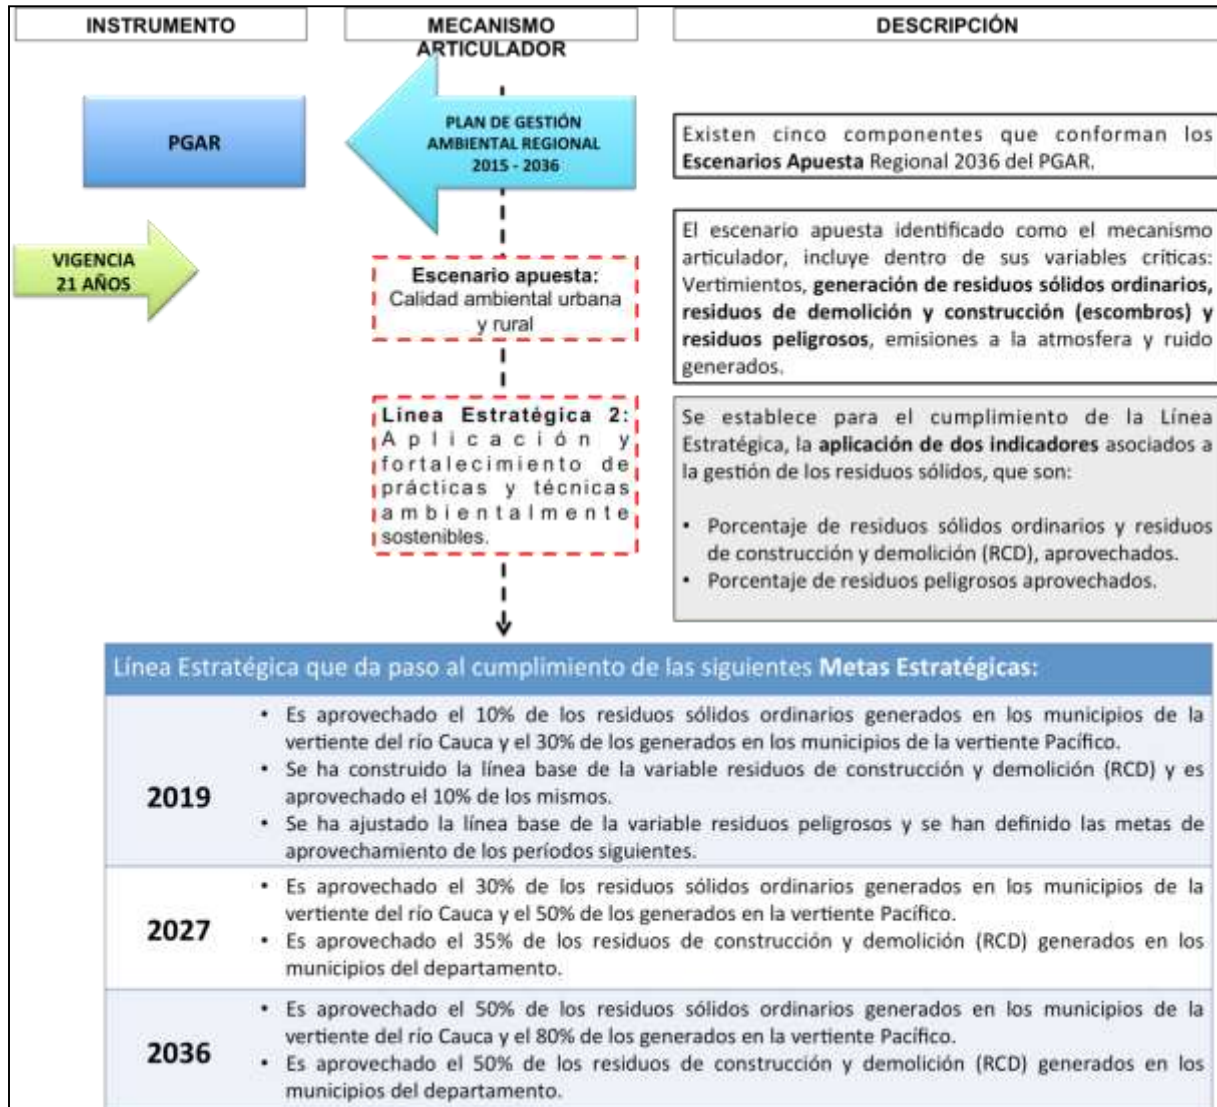 INSTRUMENTO
MECANISMO
ARTICULADOR
DESCRIPCIÓN
PGAR
PLAN DE GESTIÓN
AMBIENTAL REGIONAL
2015 - 2036
Existen cinco componentes que conforman los
Escenarios Apuesta Regional 2036 del PGAR.
VIGENCIA
21 AÑOS
Escenario apuesta:
Calidad ambiental urbana
y rural
El escenario apuesta identificado como el mecanismo
articulador, incluye dentro de sus variables críticas:
Vertimientos, generación de residuos sólidos ordinarios,
residuos de demolición y construcción (escombros) y
residuos peligrosos, emisiones a la atmosfera y ruido
generados.
Línea Estratégica 2:
Aplicación y
fortalecimiento de
prácticas y técnicas
ambientalmente
sostenibles.
Se establece para el cumplimiento de la Línea
Estratégica, la aplicación de dos indicadores asociados a
la gestión de los residuos sólidos, que son:
• Porcentaje de residuos sólidos ordinarios y residuos
de construcción y demolición (RCD), aprovechados.
• Porcentaje de residuos peligrosos aprovechados.
Línea Estratégica que da paso al cumplimiento de las siguientes Metas Estratégicas:
2019
• Es aprovechado el 10% de los residuos sólidos ordinarios generados en los municipios de la
vertiente del río Cauca y el 30% de los generados en los municipios de la vertiente Pacífico.
• Se ha construido la línea base de la variable residuos de construcción y demolición (RCD) y es
aprovechado el 10% de los mismos.
• Se ha ajustado la línea base de la variable residuos peligrosos y se han definido las metas de
aprovechamiento de los períodos siguientes.
2027
• Es aprovechado el 30% de los residuos sólidos ordinarios generados en los municipios de la
vertiente del río Cauca y el 50% de los generados en la vertiente Pacífico.
• Es aprovechado el 35% de los residuos de construcción y demolición (RCD) generados en los
municipios del departamento.
2036
• Es aprovechado el 50% de los residuos sólidos ordinarios generados en los municipios de la
vertiente del río Cauca y el 80% de los generados en la vertiente Pacífico.
• Es aprovechado el 50% de los residuos de construcción y demolición (RCD) generados en los
municipios del departamento.